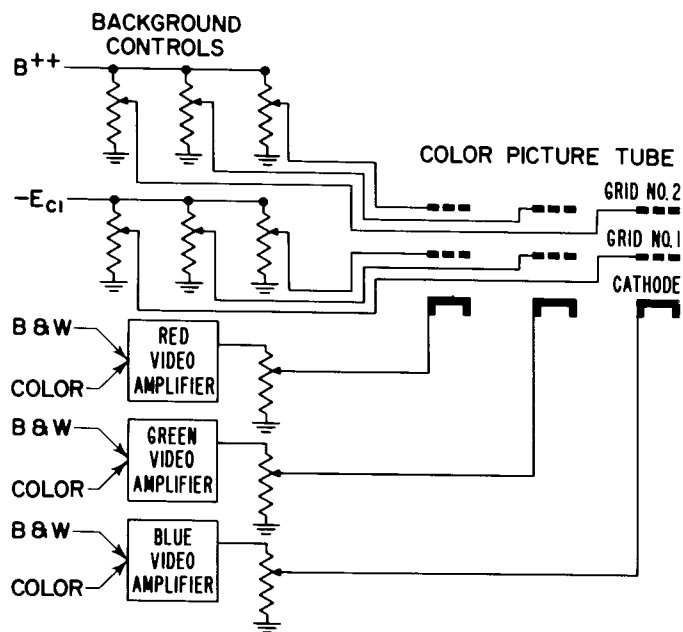 BACKGROUND
CONTROLS
B++
COLOR PICTURE TUBE
GRID NO.2
-EC1
GRID NO.1
CATHODE
B & W
COLOR
RED
VIDEO
AMPLIFIER
B & W
COLOR
GREEN
VIDEO
AMPLIFIER
B & W
COLOR
BLUE
VIDEO
AMPLIFIER